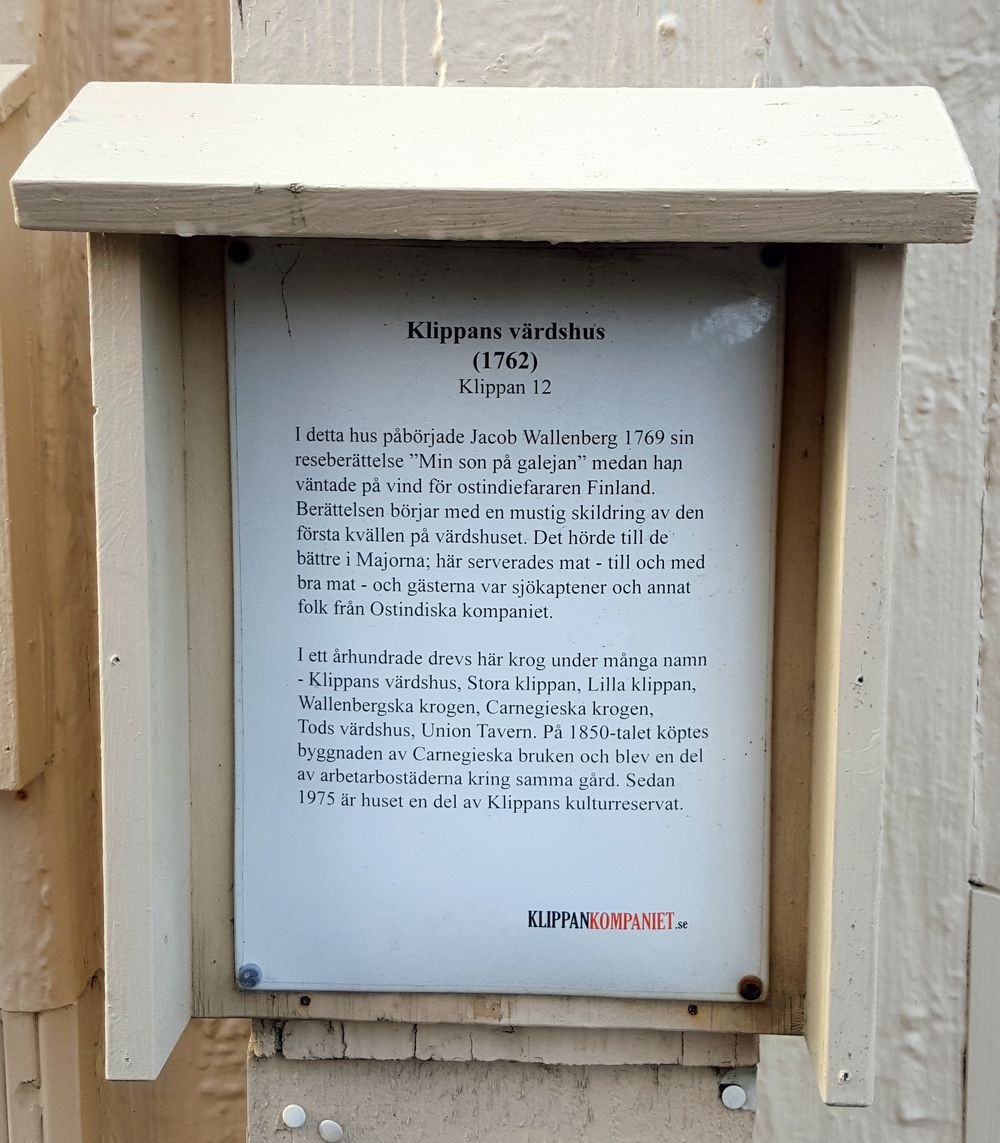 Klippans värdshus
(1762)
Klippan 12
I detta hus påbörjade Jacob Wallenberg 1769 sin
reseberättelse ”Min son på galejan” medan han
väntade på vind för ostindiefararen Finland.
Berättelsen börjar med en mustig skildring av den
första kvällen på värdshuset. Det hörde till de
bättre i Majorna; här serverades mat - till och med
bra mat - och gästerna var sjökaptener och annat
folk från Ostindiska kompaniet.
I ett århundrade drevs här krog under många namn
- Klippans värdshus, Stora klippan, Lilla klippan,
Wallenbergska krogen, Carnegieska krogen,
Tods värdshus, Union Tavern. På 1850-talet köptes
byggnaden av Carnegieska bruken och blev en del
av arbetarbostäderna kring samma gård. Sedan
1975 är huset en del av Klippans kulturreservat.
KLIPPANKOMPANIET.se